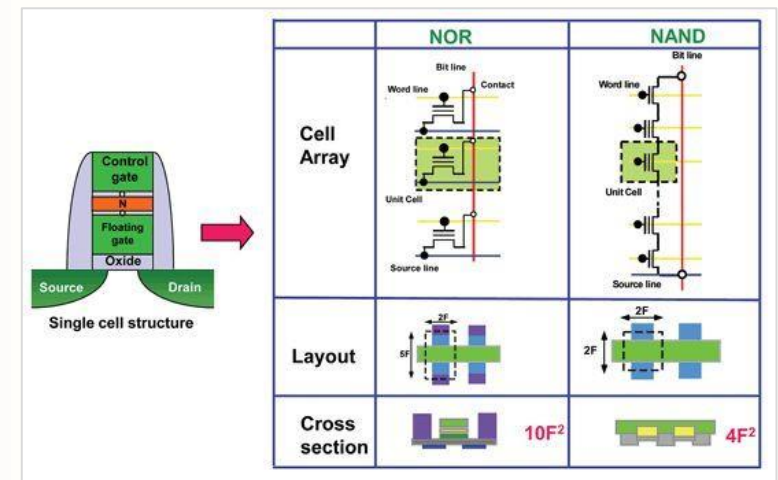 Control
gate
N
Floating
gate
Oxide
Source
Drain
Single cell structure
NOR
NAND
Cell
Array
Bit line
Word line
Contact
Unit Cell
Source line
Bit line
Word line
Unit Cell
Source line
Layout
2F
5F
2F
2F
Cross
section
10F²
4F²